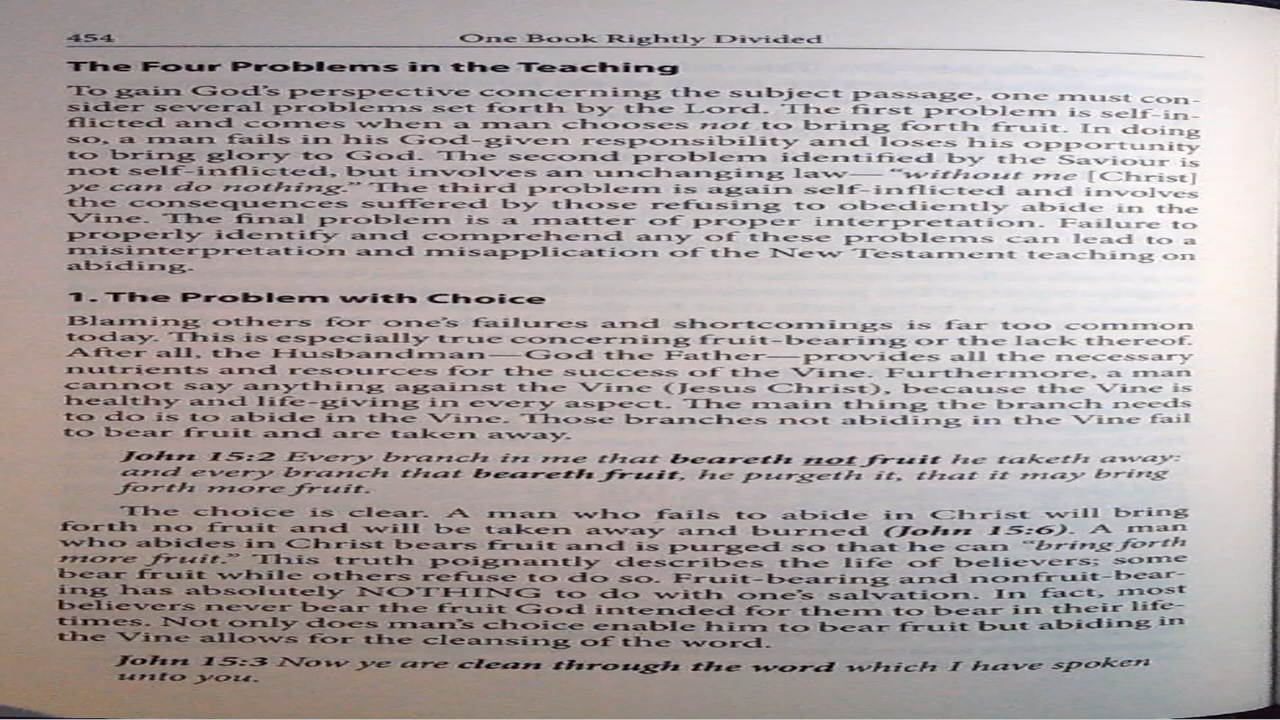 454
One Book Rightly Divided
The Four Problems in the Teaching
To gain God's perspective concerning the subject passage, one must con-
sider several problems set forth by the Lord. The first problem is self-in-
flicted and comes when a man chooses not to bring forth fruit. In doing
so, a man fails in his God-given responsibility and loses his opportunity
to bring glory to God. The second problem identified by the Saviour is
not self-inflicted, but involves an unchanging law—"without me [Christ]
ye can do nothing." The third problem is again self-inflicted and involves
the consequences suffered by those refusing to obediently abide in the
Vine. The final problem is a matter of proper interpretation. Failure to
properly identify and comprehend any of these problems can lead to a
misinterpretation and misapplication of the New Testament teaching on
abiding.
1. The Problem with Choice
Blaming others for one's failures and shortcomings is far too common
today. This is especially true concerning fruit-bearing or the lack thereof.
After all, the Husbandman—God the Father—provides all the necessary
nutrients and resources for the success of the Vine. Furthermore, a man
cannot say anything against the Vine (Jesus Christ), because the Vine is
healthy and life-giving in every aspect. The main thing the branch needs
to do is to abide in the Vine. Those branches not abiding in the Vine fail
to bear fruit and are taken away.
John 15:2 Every branch in me that beareth not fruit he taketh away:
and every branch that beareth fruit, he purgeth it, that it may bring
forth more fruit.
The choice is clear. A man who fails to abide in Christ will bring
forth no fruit and will be taken away and burned (John 15:6). A man
who abides in Christ bears fruit and is purged so that he can "bring forth
more fruit." This truth poignantly describes the life of believers; some
bear fruit while others refuse to do so. Fruit-bearing and nonfruit-bear-
ing has absolutely NOTHING to do with one's salvation. In fact, most
believers never bear the fruit God intended for them to bear in their life-
times. Not only does man's choice enable him to bear fruit but abiding in
the Vine allows for the cleansing of the word.
John 15:3 Now ye are clean through the word which I have spoken
unto you.